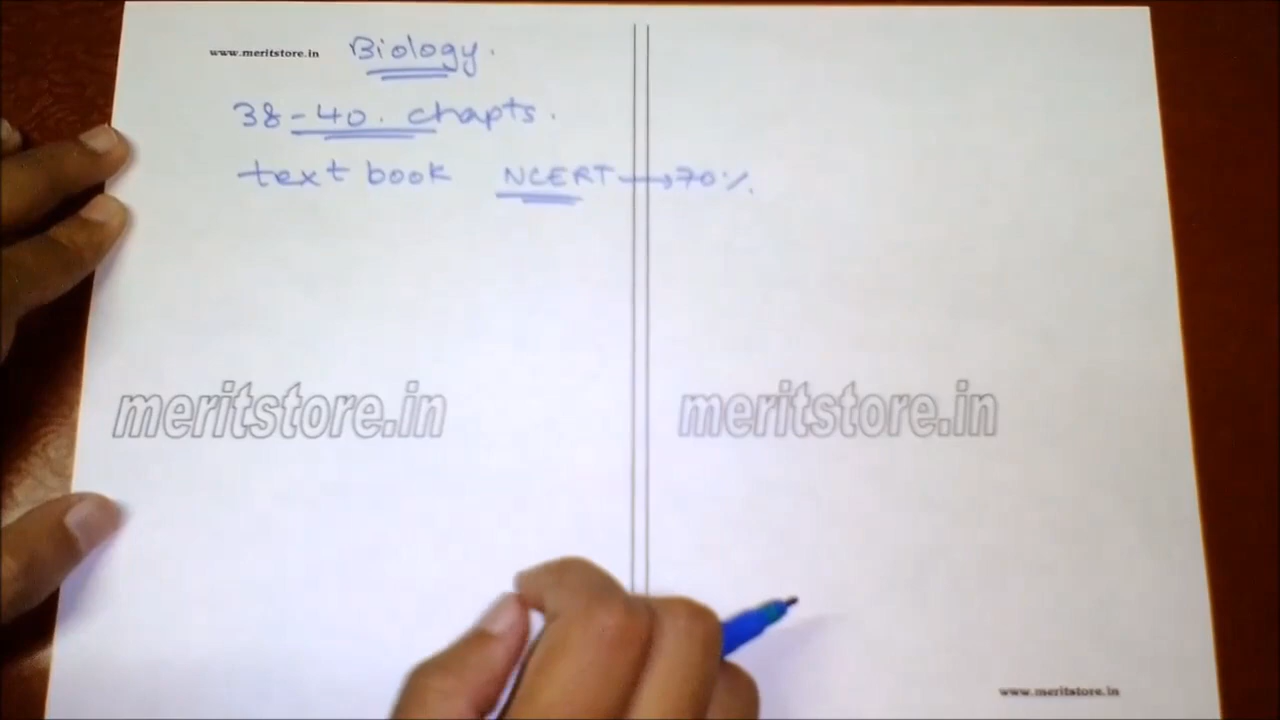 www.meritstore.in Biology.
38-40. chapts.
text book NCERT → 70%.
meritstore.in meritstore.in
www.meritstore.in